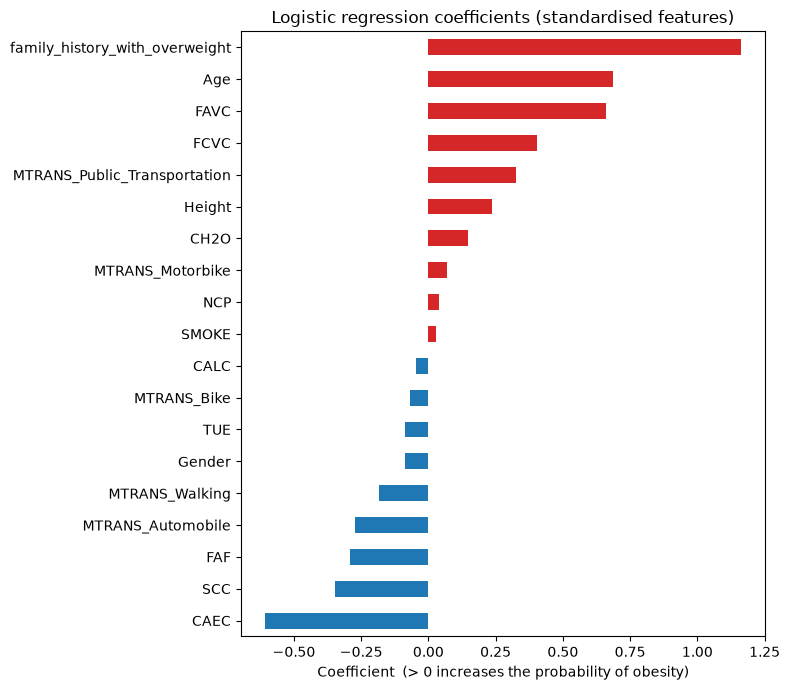 Logistic regression coefficients (standardised features)
family_history_with_overweight
Age
FAVC
FCVC
MTRANS_Public_Transportation
Height
CH2O
MTRANS_Motorbike
NCP
SMOKE
CALC
MTRANS_Bike
TUE
Gender
MTRANS_Walking
MTRANS_Automobile
FAF
SCC
CAEC
−0.50 −0.25 0.00 0.25 0.50 0.75 1.00 1.25
Coefficient (> 0 increases the probability of obesity)